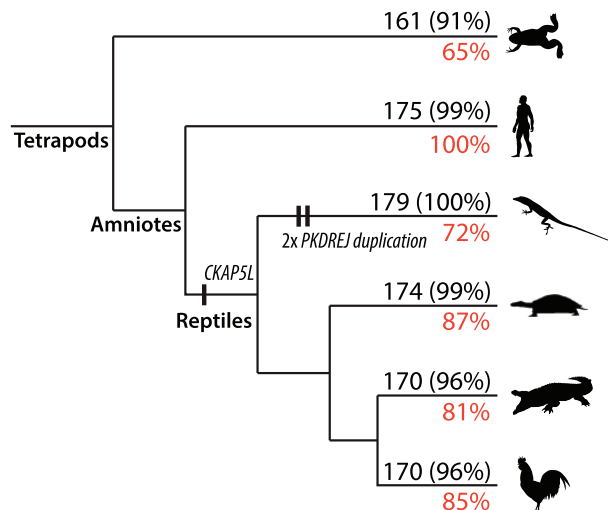 161 (91%)
65%
175 (99%)
100%
Tetrapods
179 (100%)
72%
Amniotes
2x PKDREJ duplication
CKAP5L
174 (99%)
87%
Reptiles
170 (96%)
81%
170 (96%)
85%